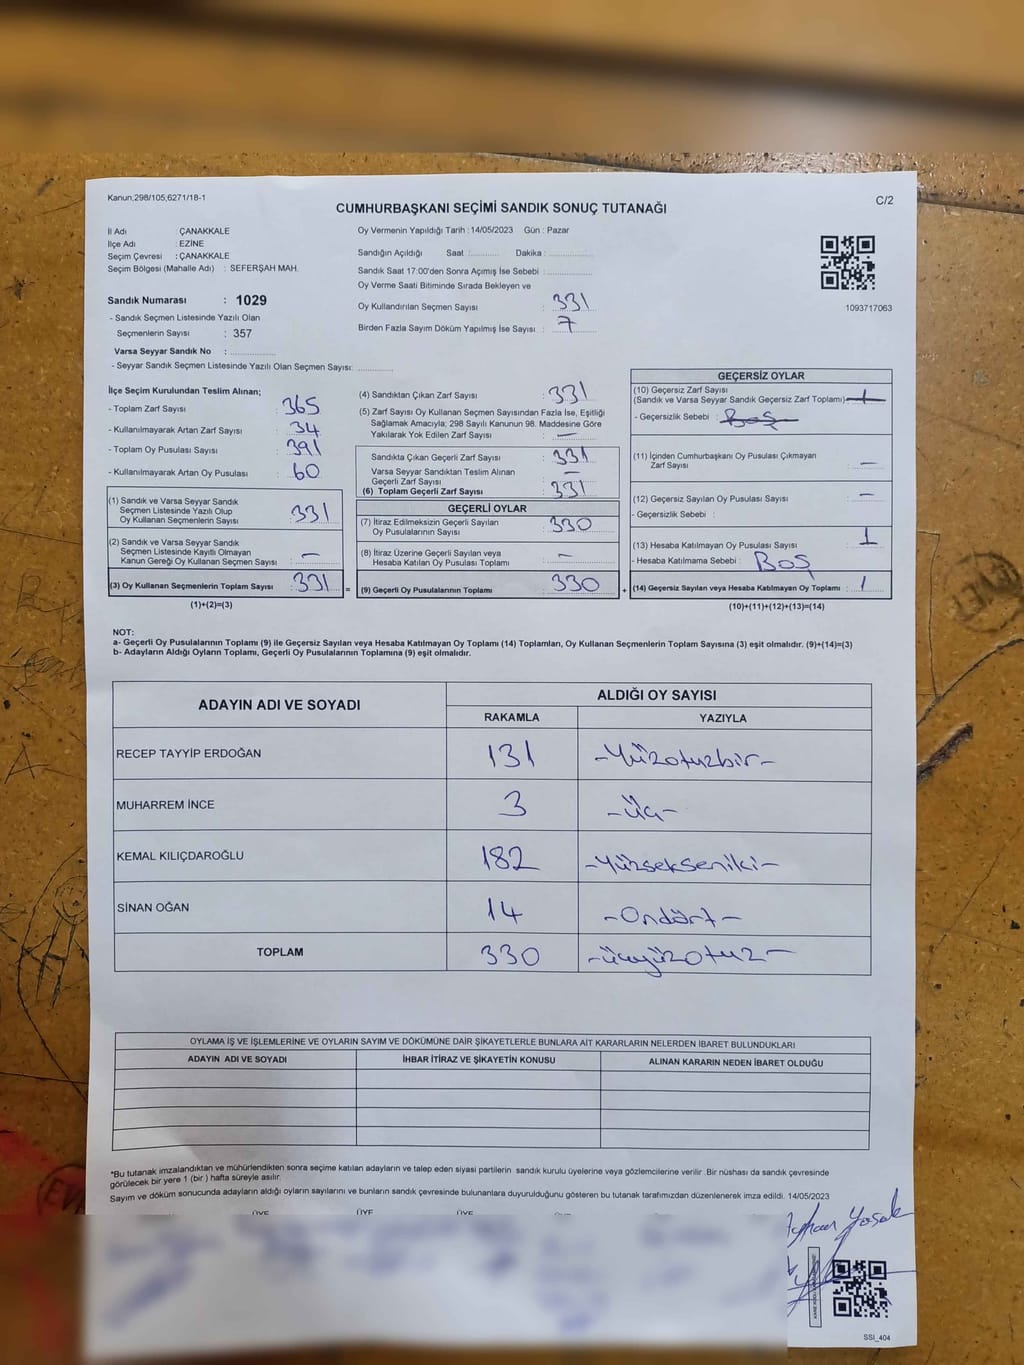 Kanun;298/105;6271/18-1
C/2
CUMHURBAŞKANI SEÇİMİ SANDIK SONUÇ TUTANAĞI
İl Adı : ÇANAKKALE
İlçe Adı : EZİNE
Seçim Çevresi : ÇANAKKALE
Seçim Bölgesi (Mahalle Adı) : SEFERŞAH MAH.
Sandık Numarası : 1029
- Sandık Seçmen Listesinde Yazılı Olan
Seçmenlerin Sayısı : 357
Varsa Seyyar Sandık No :
- Seyyar Sandık Seçmen Listesinde Yazılı Olan Seçmen Sayısı:
Oy Vermenin Yapıldığı Tarih :14/05/2023 Gün : Pazar
Sandığın Açıldığı Saat : Dakika :
Sandık Saat 17:00'den Sonra Açımış İse Sebebi :
Oy Verme Saati Bitiminde Sırada Bekleyen ve
Oy Kullandırılan Seçmen Sayısı : 331
Birden Fazla Sayım Döküm Yapılmış İse Sayısı : 7
1093717063
İlçe Seçim Kurulundan Teslim Alınan;
- Toplam Zarf Sayısı : 365
- Kullanılmayarak Artan Zarf Sayısı : 34
- Toplam Oy Pusulası Sayısı : 391
- Kullanılmayarak Artan Oy Pusulası : 60
(1) Sandık ve Varsa Seyyar Sandık
Seçmen Listesinde Yazılı Olup
Oy Kullanan Seçmenlerin Sayısı : 331
(2) Sandık ve Varsa Seyyar Sandık
Seçmen Listesinde Kayıtlı Olmayan
Kanun Gereği Oy Kullanan Seçmen Sayısı : —
(3) Oy Kullanan Seçmenlerin Toplam Sayısı : 331
(1)+(2)=(3)
=
(4) Sandıktan Çıkan Zarf Sayısı : 331
(5) Zarf Sayısı Oy Kullanan Seçmen Sayısından Fazla İse, Eşitliği
Sağlamak Amacıyla; 298 Sayılı Kanunun 98. Maddesine Göre
Yakılarak Yok Edilen Zarf Sayısı : —
Sandıkta Çıkan Geçerli Zarf Sayısı : 331
Varsa Seyyar Sandıktan Teslim Alınan
Geçerli Zarf Sayısı : —
(6) Toplam Geçerli Zarf Sayısı : 331
GEÇERLİ OYLAR
(7) İtiraz Edilmeksizin Geçerli Sayılan
Oy Pusulalarının Sayısı : 330
(8) İtiraz Üzerine Geçerli Sayılan veya
Hesaba Katılan Oy Pusulası Toplamı : —
(9) Geçerli Oy Pusulalarının Toplamı : 330
+
GEÇERSİZ OYLAR
(10) Geçersiz Zarf Sayısı
(Sandık ve Varsa Seyyar Sandık Geçersiz Zarf Toplamı) 1
- Geçersizlik Sebebi : Boş
(11) İçinden Cumhurbaşkanı Oy Pusulası Çıkmayan
Zarf Sayısı : —
(12) Geçersiz Sayılan Oy Pusulası Sayısı : —
- Geçersizlik Sebebi :
(13) Hesaba Katılmayan Oy Pusulası Sayısı : 1
- Hesaba Katılmama Sebebi : Boş
(14) Geçersiz Sayılan veya Hesaba Katılmayan Oy Toplamı : 1
(10)+(11)+(12)+(13)=(14)
NOT:
a- Geçerli Oy Pusulalarının Toplamı (9) ile Geçersiz Sayılan veya Hesaba Katılmayan Oy Toplamı (14) Toplamları, Oy Kullanan Seçmenlerin Toplam Sayısına (3) eşit olmalıdır. (9)+(14)=(3)
b- Adayların Aldığı Oyların Toplamı, Geçerli Oy Pusulalarının Toplamına (9) eşit olmalıdır.
ADAYIN ADI VE SOYADI ALDIĞI OY SAYISI
RAKAMLA YAZIYLA
RECEP TAYYİP ERDOĞAN 131 -Yüzotuzbir-
MUHARREM İNCE 3 -Üç-
KEMAL KILIÇDAROĞLU 182 -Yüzsekseniki-
SİNAN OĞAN 14 -Ondört-
TOPLAM 330 -üçyüzotuz-
OYLAMA İŞ VE İŞLEMLERİNE VE OYLARIN SAYIM VE DÖKÜMÜNE DAİR ŞİKAYETLERLE BUNLARA AİT KARARLARIN NELERDEN İBARET BULUNDUKLARI
ADAYIN ADI VE SOYADI İHBAR İTİRAZ VE ŞİKAYETİN KONUSU ALINAN KARARIN NEDEN İBARET OLDUĞU
*Bu tutanak imzalandıktan ve mühürlendikten sonra seçime katılan adayların ve talep eden siyasi partilerin sandık kurulu üyelerine veya gözlemcilerine verilir. Bir nüshası da sandık çevresinde
görülecek bir yere 1 (bir) hafta süreyle asılır.
Sayım ve döküm sonucunda adayların aldığı oyların sayılarını ve bunların sandık çevresinde bulunanlara duyurulduğunu gösteren bu tutanak tarafımızdan düzenlenerek imza edildi. 14/05/2023
ÜYE ÜYE ÜYE
SSI_404